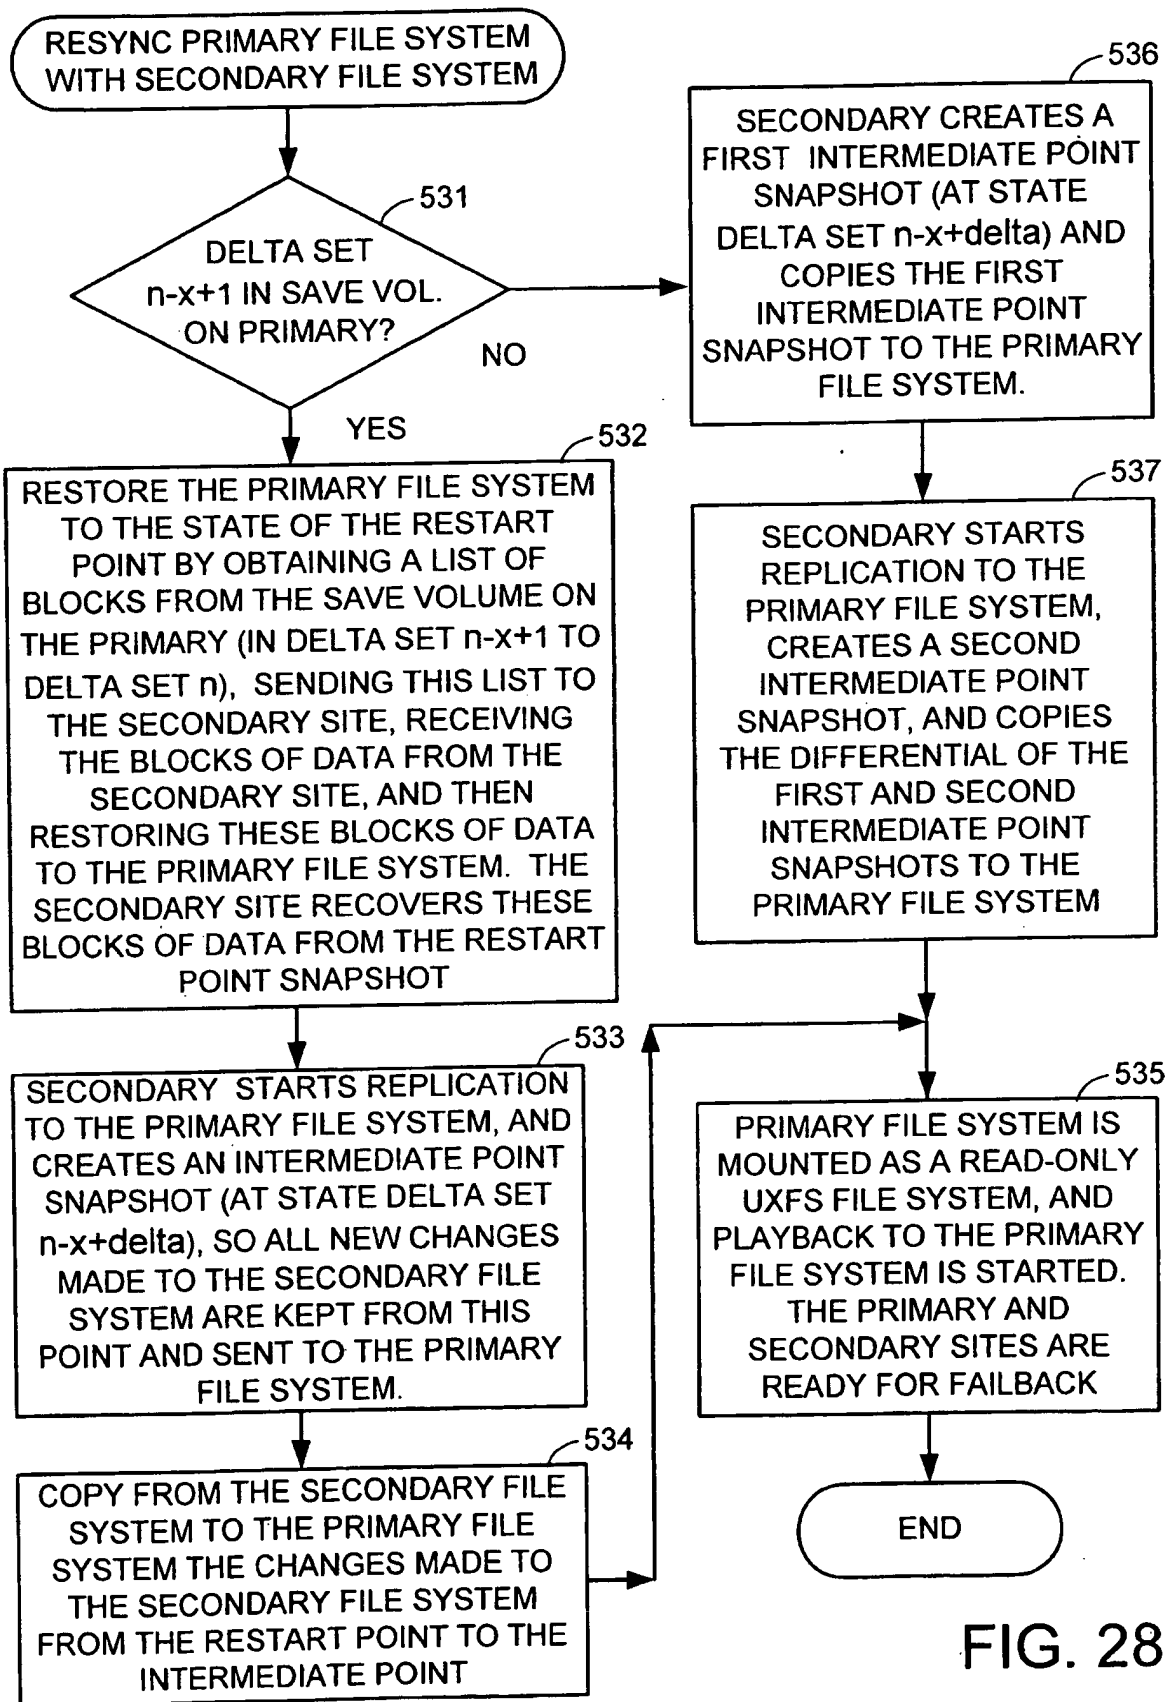 RESYNC PRIMARY FILE SYSTEM
WITH SECONDARY FILE SYSTEM
531
DELTA SET
n-x+1 IN SAVE VOL.
ON PRIMARY?
NO
YES
532
RESTORE THE PRIMARY FILE SYSTEM
TO THE STATE OF THE RESTART
POINT BY OBTAINING A LIST OF
BLOCKS FROM THE SAVE VOLUME ON
THE PRIMARY (IN DELTA SET n-x+1 TO
DELTA SET n), SENDING THIS LIST TO
THE SECONDARY SITE, RECEIVING
THE BLOCKS OF DATA FROM THE
SECONDARY SITE, AND THEN
RESTORING THESE BLOCKS OF DATA
TO THE PRIMARY FILE SYSTEM. THE
SECONDARY SITE RECOVERS THESE
BLOCKS OF DATA FROM THE RESTART
POINT SNAPSHOT
533
SECONDARY STARTS REPLICATION
TO THE PRIMARY FILE SYSTEM, AND
CREATES AN INTERMEDIATE POINT
SNAPSHOT (AT STATE DELTA SET
n-x+delta), SO ALL NEW CHANGES
MADE TO THE SECONDARY FILE
SYSTEM ARE KEPT FROM THIS
POINT AND SENT TO THE PRIMARY
FILE SYSTEM.
534
COPY FROM THE SECONDARY FILE
SYSTEM TO THE PRIMARY FILE
SYSTEM THE CHANGES MADE TO
THE SECONDARY FILE SYSTEM
FROM THE RESTART POINT TO THE
INTERMEDIATE POINT
536
SECONDARY CREATES A
FIRST INTERMEDIATE POINT
SNAPSHOT (AT STATE
DELTA SET n-x+delta) AND
COPIES THE FIRST
INTERMEDIATE POINT
SNAPSHOT TO THE PRIMARY
FILE SYSTEM.
537
SECONDARY STARTS
REPLICATION TO THE
PRIMARY FILE SYSTEM,
CREATES A SECOND
INTERMEDIATE POINT
SNAPSHOT, AND COPIES
THE DIFFERENTIAL OF THE
FIRST AND SECOND
INTERMEDIATE POINT
SNAPSHOTS TO THE
PRIMARY FILE SYSTEM
535
PRIMARY FILE SYSTEM IS
MOUNTED AS A READ-ONLY
UXFS FILE SYSTEM, AND
PLAYBACK TO THE PRIMARY
FILE SYSTEM IS STARTED.
THE PRIMARY AND
SECONDARY SITES ARE
READY FOR FAILBACK
END
FIG. 28